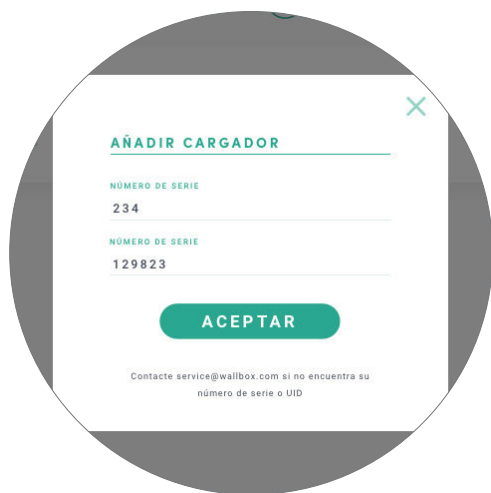 AÑADIR CARGADOR
NÚMERO DE SERIE
234
NÚMERO DE SERIE
129823
ACEPTAR
Contacte service@wallbox.com si no encuentra su
número de serie o UID